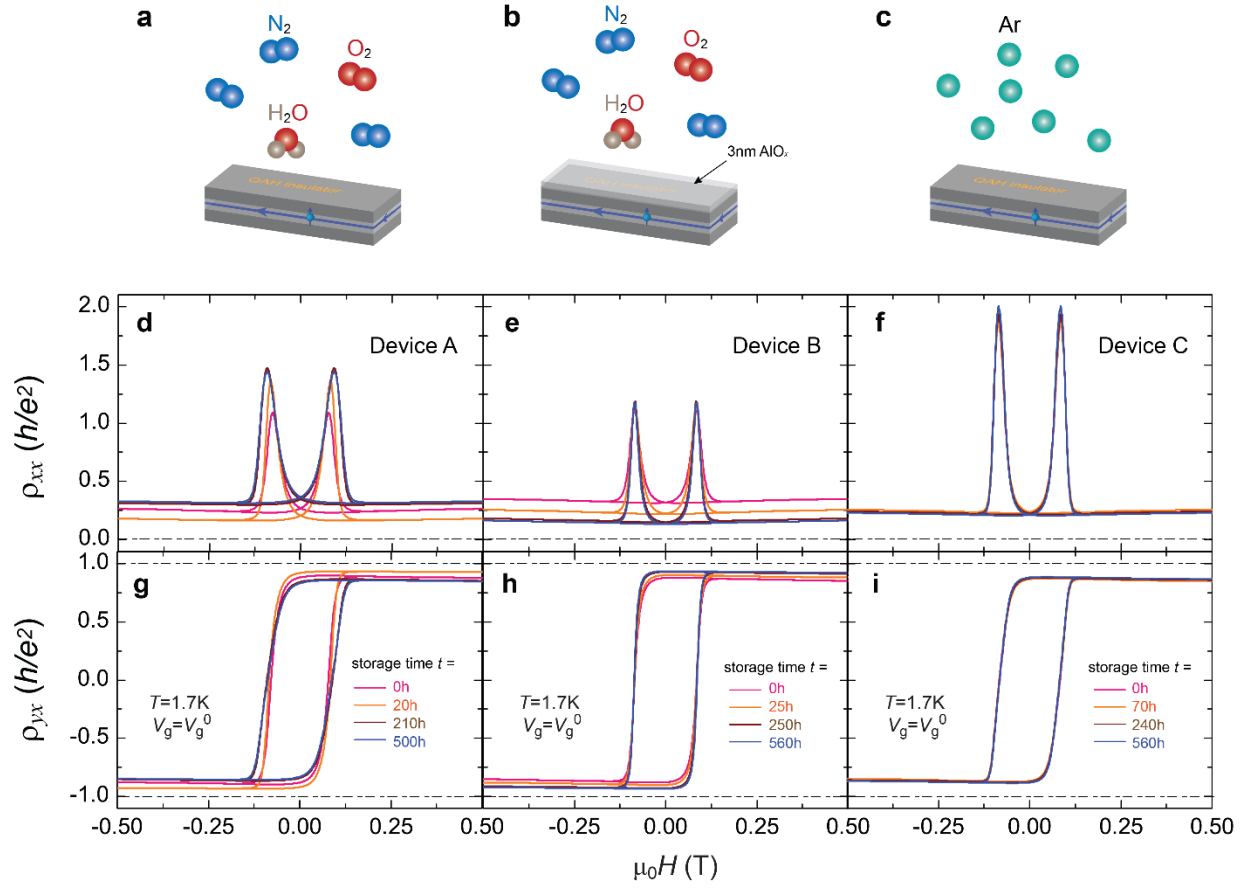 a
N₂
O₂
H₂O
QAH insulator
b
N₂
O₂
H₂O
3nm AlOₓ
QAH insulator
c
Ar
QAH insulator
d
Device A
e
Device B
f
Device C
ρxx (h/e²)
2.0
1.5
1.0
0.5
0.0
g
storage time t =
0h
20h
210h
500h
T=1.7K
Vg=Vg⁰
h
storage time t =
0h
25h
250h
560h
T=1.7K
Vg=Vg⁰
i
storage time t =
0h
70h
240h
560h
T=1.7K
Vg=Vg⁰
ρyx (h/e²)
1.0
0.5
0.0
-0.5
-1.0
-0.50 -0.25 0.00 0.25 -0.50 -0.25 0.00 0.25 -0.50 -0.25 0.00 0.25 0.50
μ₀H (T)